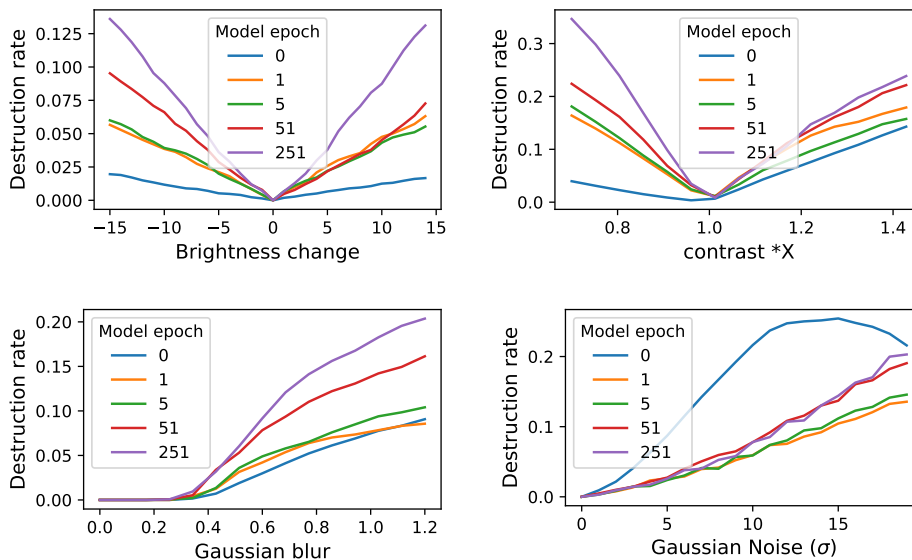 Destruction rate
0.125
0.100
0.075
0.050
0.025
0.000
Model epoch
0
1
5
51
251
−15 −10 −5 0 5 10 15
Brightness change
Destruction rate
0.3
0.2
0.1
0.0
Model epoch
0
1
5
51
251
0.8 1.0 1.2 1.4
contrast *X
Destruction rate
0.20
0.15
0.10
0.05
0.00
Model epoch
0
1
5
51
251
0.0 0.2 0.4 0.6 0.8 1.0 1.2
Gaussian blur
Destruction rate
0.2
0.1
0.0
Model epoch
0
1
5
51
251
0 5 10 15
Gaussian Noise (σ)